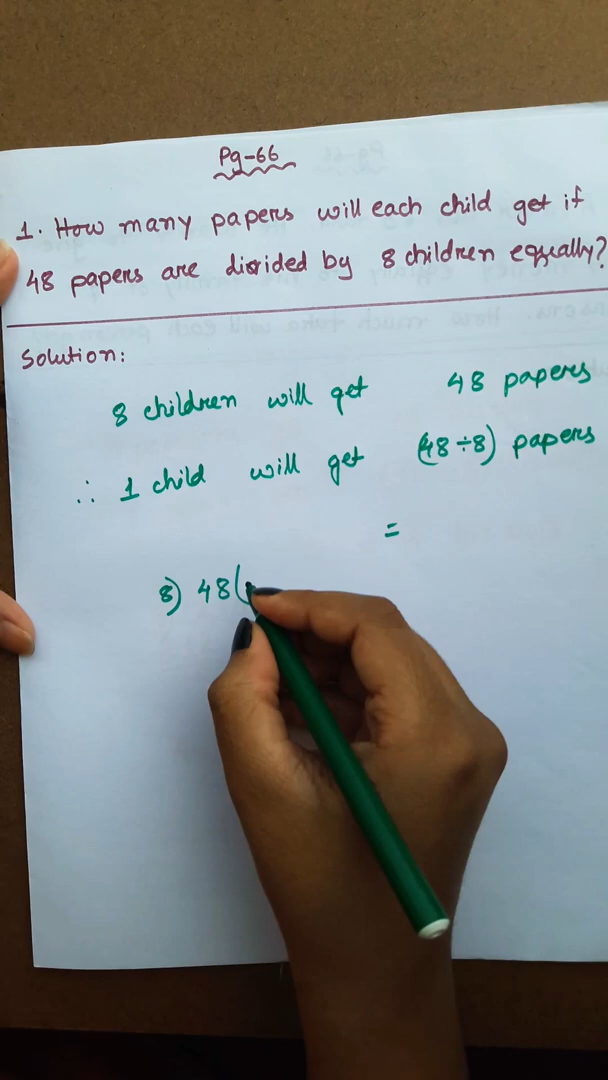 Pg-66
1. How many papers will each child get if
48 papers are divided by 8 children equally?
Solution:
8 children will get 48 papers
∴ 1 child will get (48÷8) papers
=
8) 48(